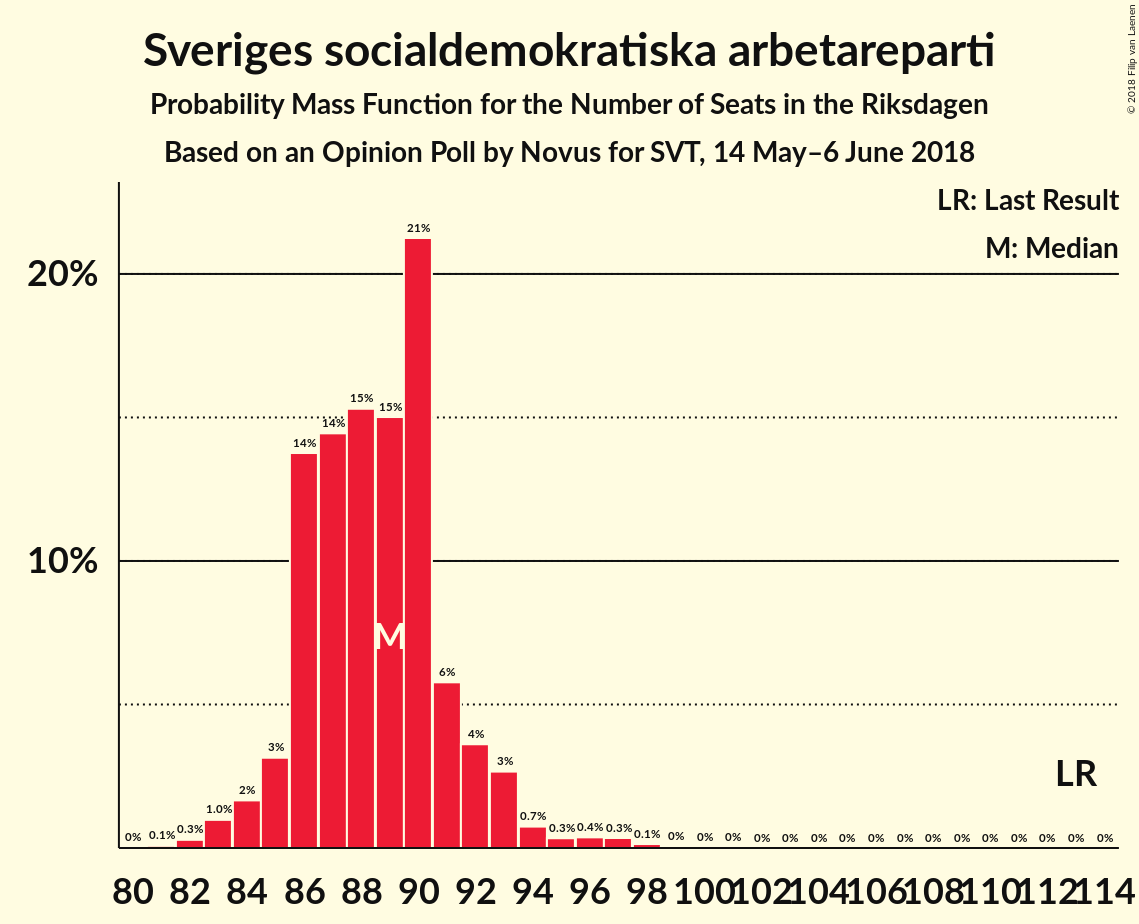 Sveriges socialdemokratiska arbetareparti
Probability Mass Function for the Number of Seats in the Riksdagen
Based on an Opinion Poll by Novus for SVT, 14 May–6 June 2018
© 2018 Filip van Laenen
LR: Last Result
M: Median
20%
10%
0% 0.1% 0.3% 1.0% 2% 3% 14% 14% 15% 15% 21% 6% 4% 3% 0.7% 0.3% 0.4% 0.3% 0.1% 0% 0% 0% 0% 0% 0% 0% 0% 0% 0% 0% 0% 0% 0% 0% 0%
M
LR
80 82 84 86 88 90 92 94 96 98 100 102 104 106 108 110 112 114